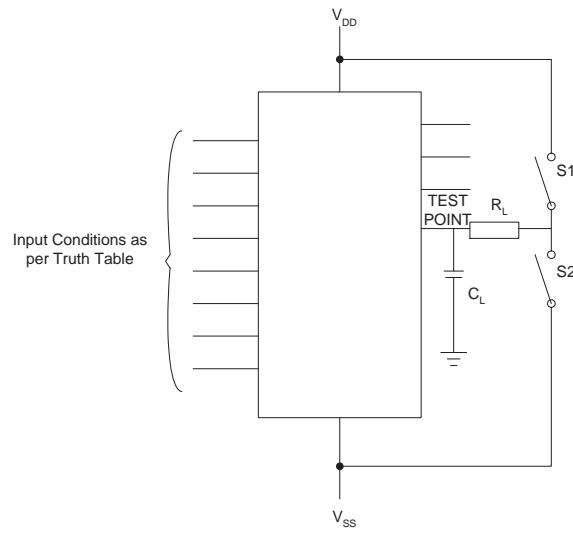 V_DD
S1
TEST
POINT
R_L
Input Conditions as
per Truth Table
S2
C_L
V_SS